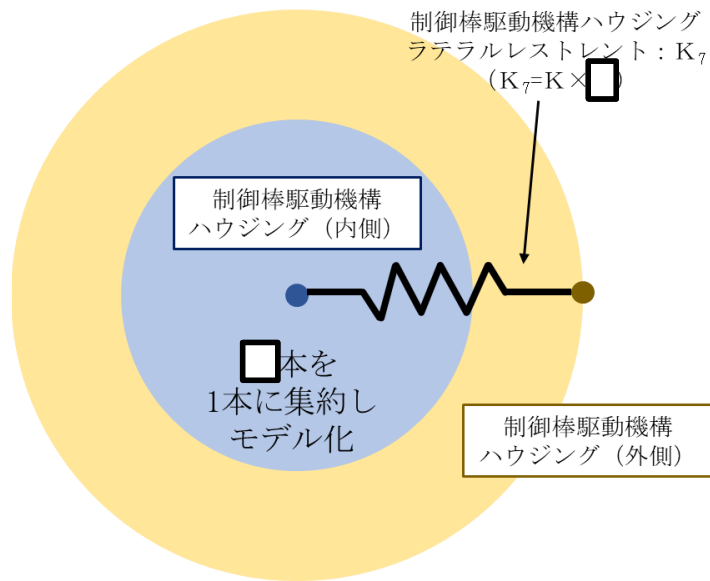 制御棒駆動機構ハウジング
ラテラルレストレント：K₇
（K₇=K×□）
制御棒駆動機構
ハウジング（内側）
□本を
1本に集約し
モデル化
制御棒駆動機構
ハウジング（外側）